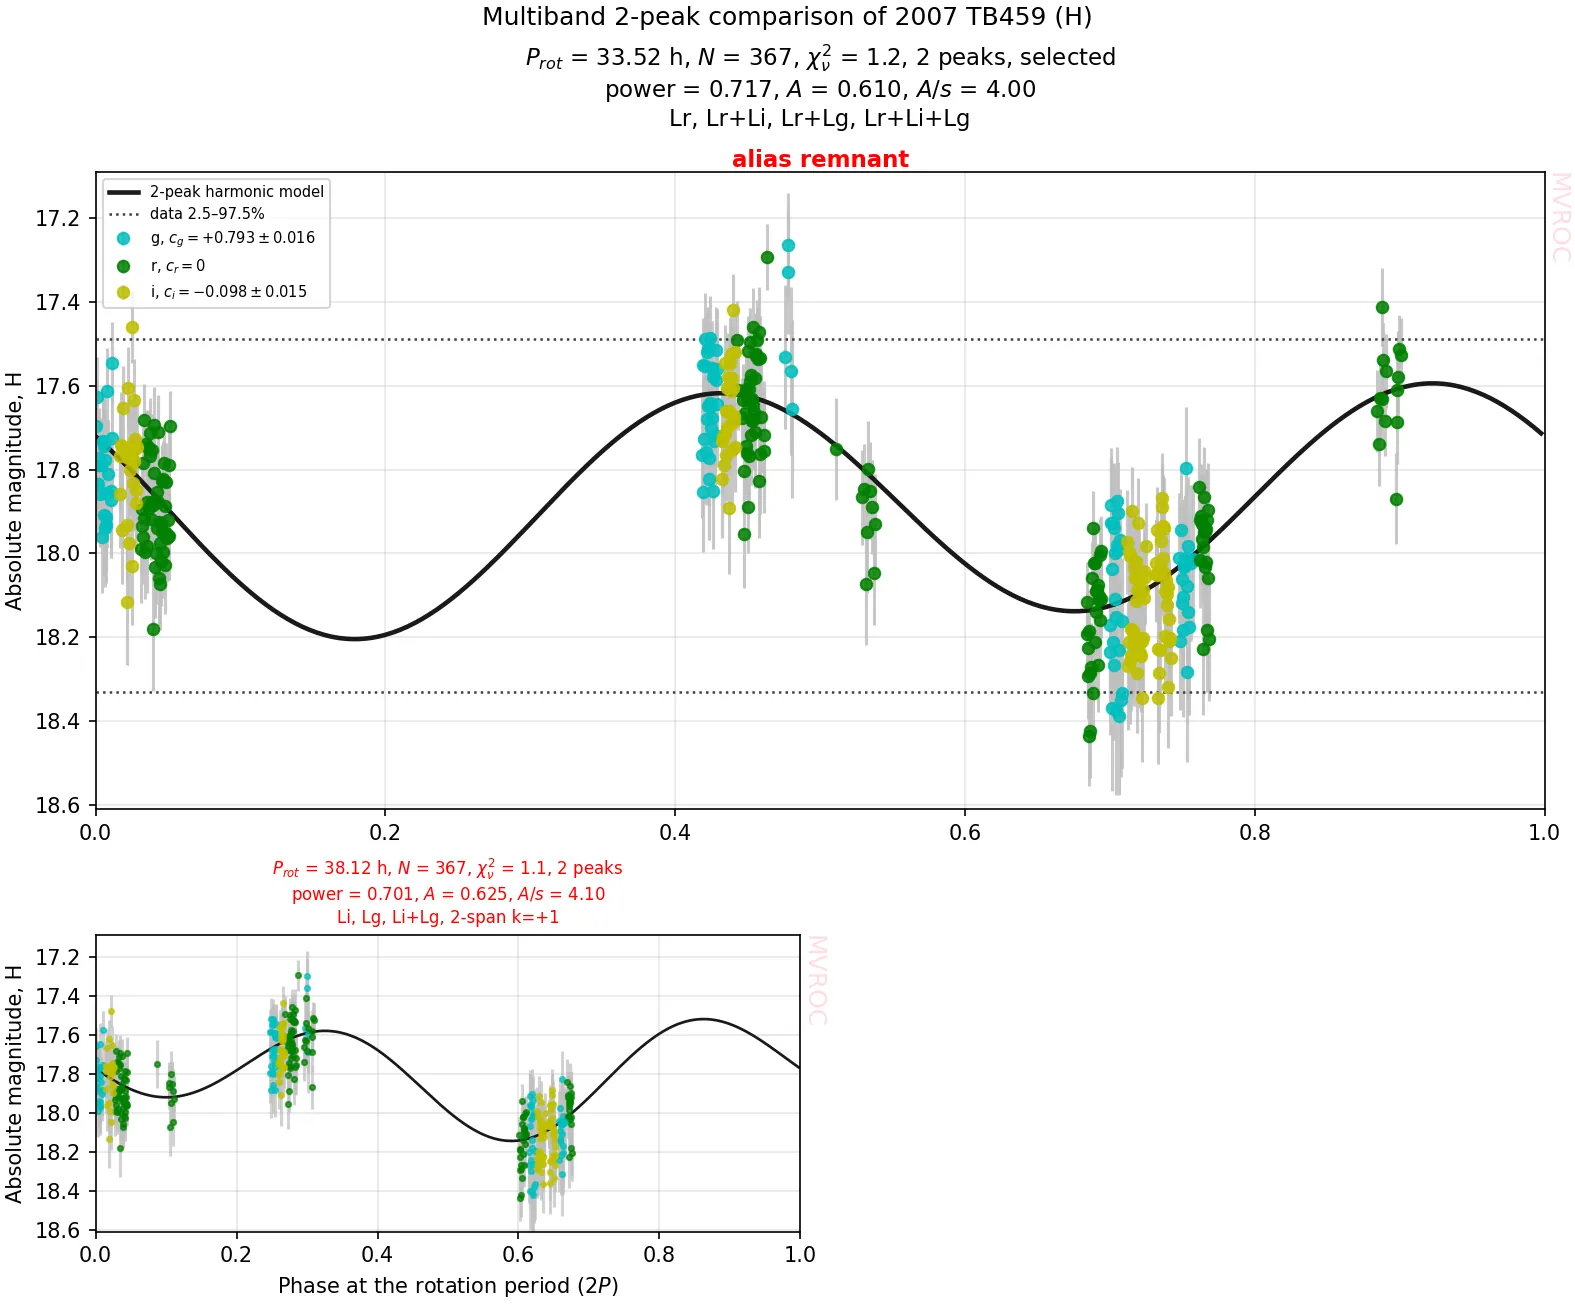 Multiband 2-peak comparison of 2007 TB459 (H)
P_rot = 33.52 h, N = 367, χ²_ν = 1.2, 2 peaks, selected
power = 0.717, A = 0.610, A/s = 4.00
Lr, Lr+Li, Lr+Lg, Lr+Li+Lg
alias remnant
2-peak harmonic model
data 2.5–97.5%
g, c_g = +0.793 ± 0.016
r, c_r = 0
i, c_i = −0.098 ± 0.015
MVROC
Absolute magnitude, H
17.2
17.4
17.6
17.8
18.0
18.2
18.4
18.6
0.0 0.2 0.4 0.6 0.8 1.0
P_rot = 38.12 h, N = 367, χ²_ν = 1.1, 2 peaks
power = 0.701, A = 0.625, A/s = 4.10
Li, Lg, Li+Lg, 2-span k=+1
MVROC
Absolute magnitude, H
17.2
17.4
17.6
17.8
18.0
18.2
18.4
18.6
0.0 0.2 0.4 0.6 0.8 1.0
Phase at the rotation period (2P)